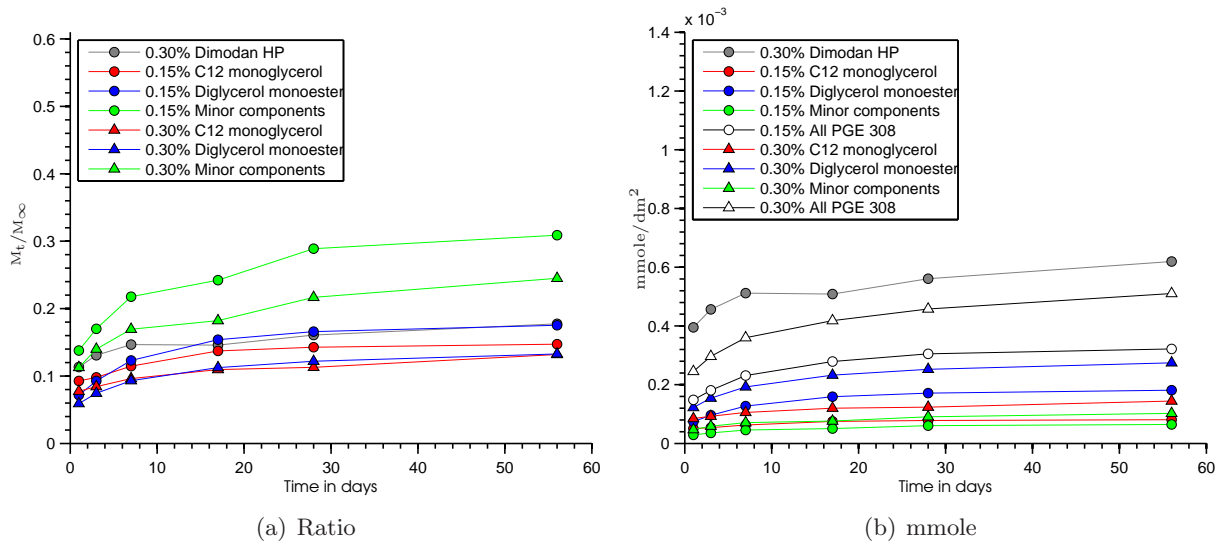 0.6
0.5
0.4
0.3
0.2
0.1
0
M_t/M_∞
0.30% Dimodan HP
0.15% C12 monoglycerol
0.15% Diglycerol monoester
0.15% Minor components
0.30% C12 monoglycerol
0.30% Diglycerol monoester
0.30% Minor components
0 10 20 30 40 50 60
Time in days
(a) Ratio
x 10⁻³
1.4
1.2
1
0.8
0.6
0.4
0.2
0
mmole/dm²
0.30% Dimodan HP
0.15% C12 monoglycerol
0.15% Diglycerol monoester
0.15% Minor components
0.15% All PGE 308
0.30% C12 monoglycerol
0.30% Diglycerol monoester
0.30% Minor components
0.30% All PGE 308
0 10 20 30 40 50 60
Time in days
(b) mmole